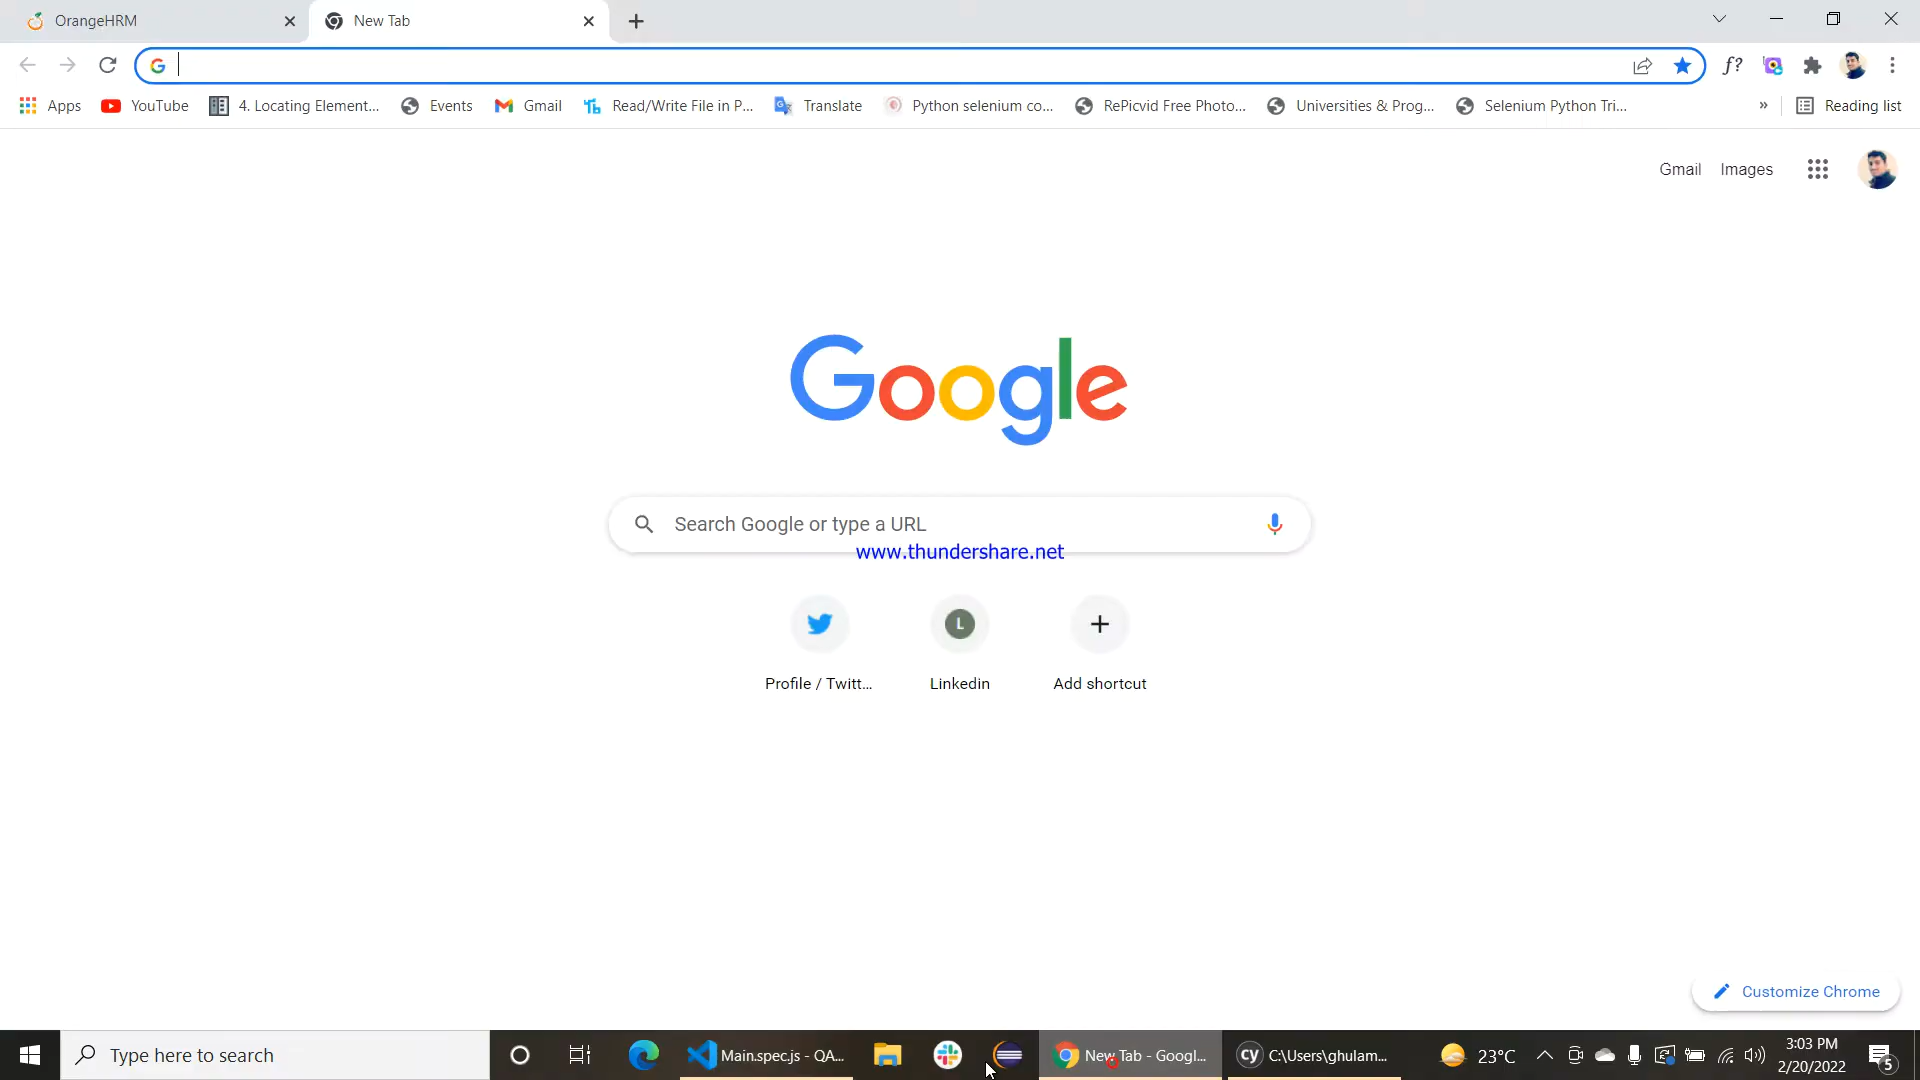 OrangeHRM
New Tab
Apps
YouTube
4. Locating Element...
Events
Gmail
Read/Write File in P...
Translate
Python selenium co...
RePicvid Free Photo...
Universities & Prog...
Selenium Python Tri...
»
Reading list
Gmail
Images
Google
Search Google or type a URL
www.thundershare.net
L
Profile / Twitt...
Linkedin
Add shortcut
Customize Chrome
Type here to search
Main.spec.js - QA...
New Tab - Googl...
cy
C:\Users\ghulam...
23°C
3:03 PM
2/20/2022
5